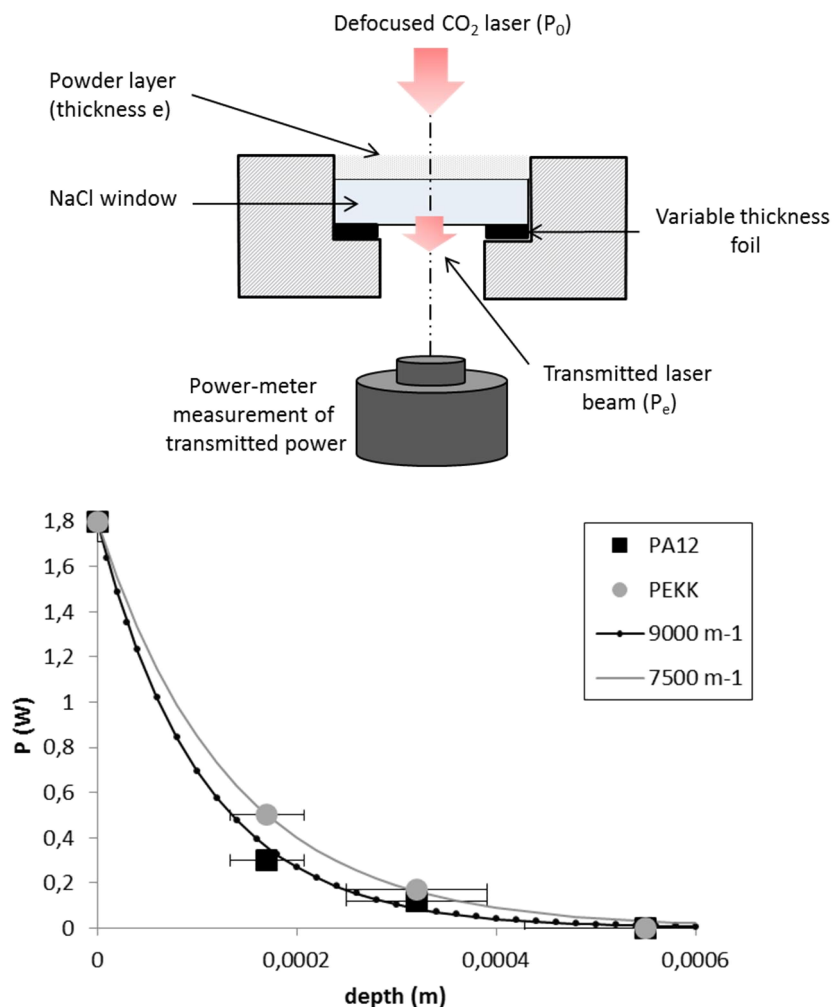 Defocused CO₂ laser (P₀)
Powder layer
(thickness e)
NaCl window
Variable thickness
foil
Power-meter
measurement of
transmitted power
Transmitted laser
beam (Pₑ)
P (W)
1,8
1,6
1,4
1,2
1
0,8
0,6
0,4
0,2
0
PA12
PEKK
9000 m-1
7500 m-1
0
0,0002
0,0004
0,0006
depth (m)